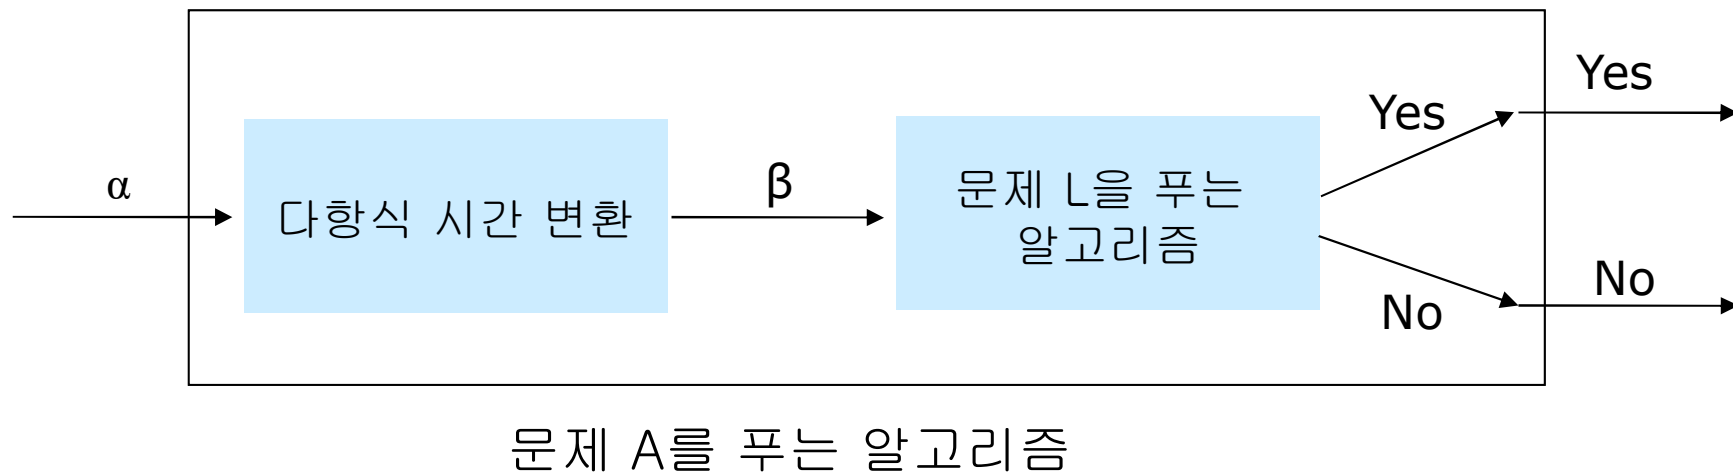 α
다항식 시간 변환
β
문제 L을 푸는
알고리즘
Yes
No
Yes
No
문제 A를 푸는 알고리즘